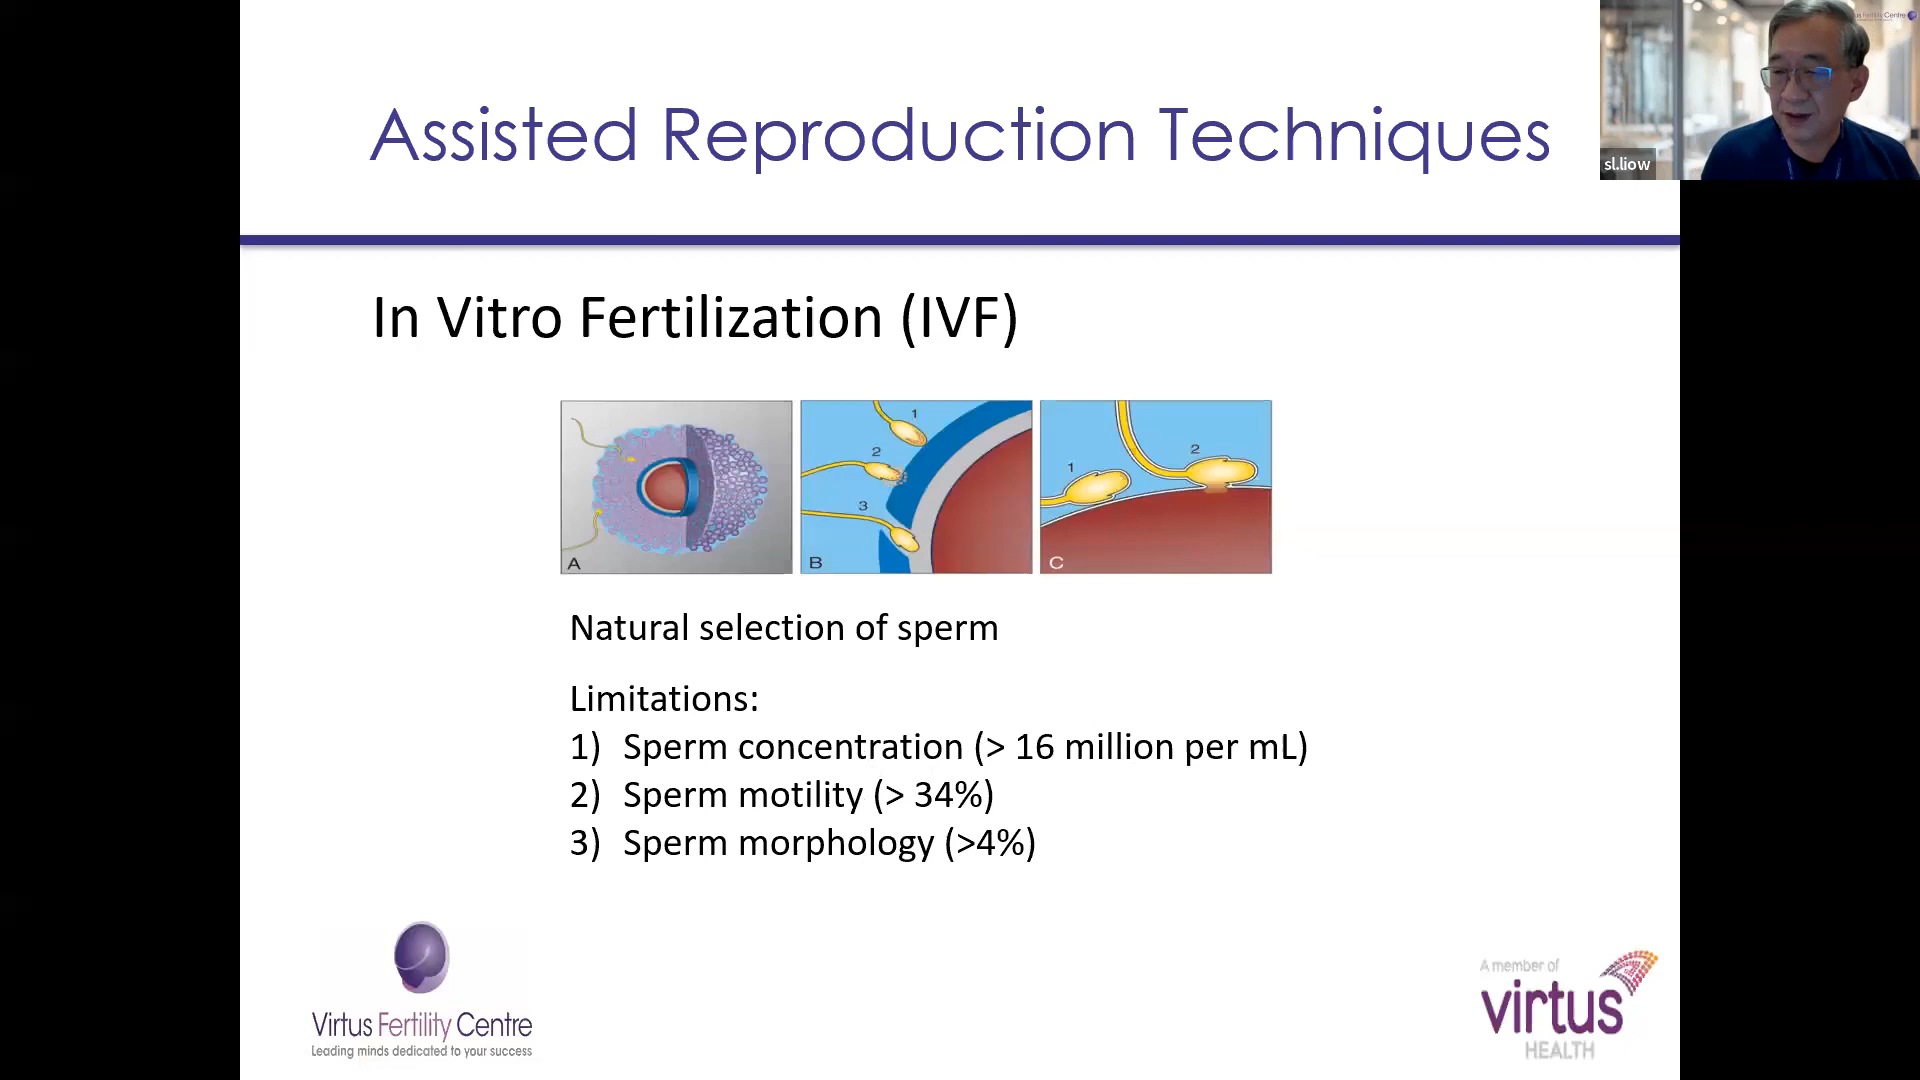 Assisted Reproduction Techniques
sl.liow
In Vitro Fertilization (IVF)
1
2
3
1
2
A
B
C
Natural selection of sperm
Limitations:
1) Sperm concentration (> 16 million per mL)
2) Sperm motility (> 34%)
3) Sperm morphology (>4%)
Virtus Fertility Centre
Leading minds dedicated to your success
A member of
virtus
HEALTH